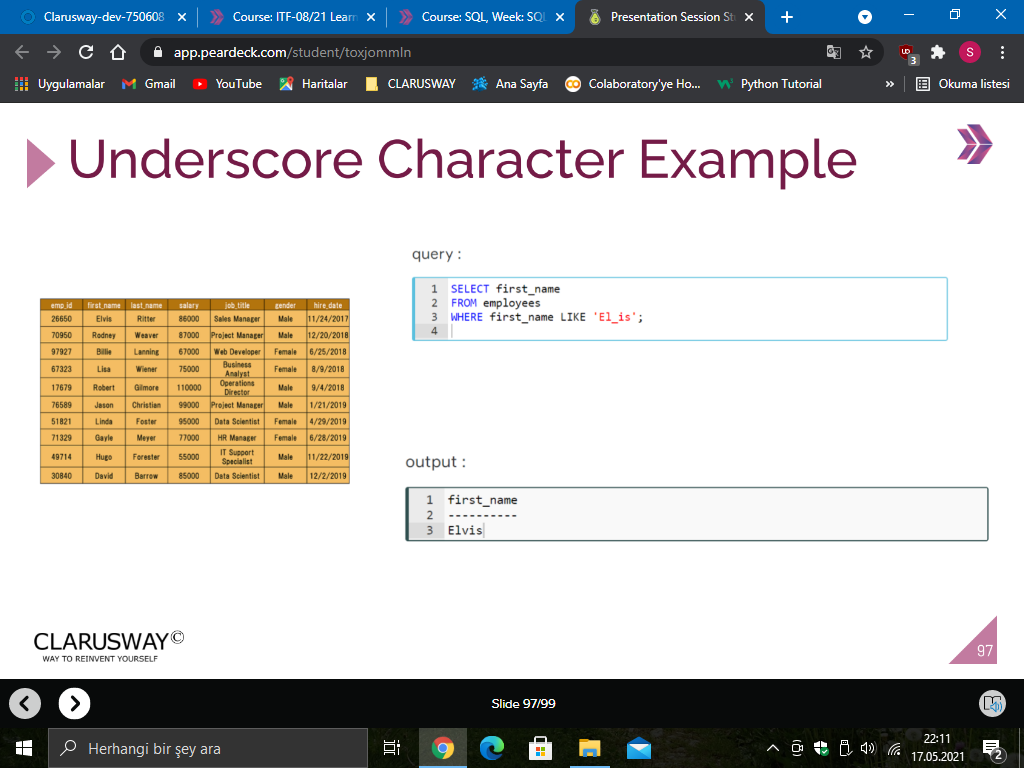 Clarusway-dev-750608
Course: ITF-08/21 Learn
Course: SQL, Week: SQL
Presentation Session St
app.peardeck.com/student/toxjommln
3
S
Uygulamalar
Gmail
YouTube
Haritalar
CLARUSWAY
Ana Sayfa
Colaboratory'ye Ho...
Python Tutorial
»
Okuma listesi
Underscore Character Example
query :
1 SELECT first_name
2 FROM employees
3 WHERE first_name LIKE 'El_is';
4
emp_id first_name last_name salary job_title gender hire_date
26650 Elvis Ritter 86000 Sales Manager Male 11/24/2017
70950 Rodney Weaver 87000 Project Manager Male 12/20/2018
97927 Billie Lanning 67000 Web Developer Female 6/25/2018
67323 Lisa Wiener 75000 Business Analyst Female 8/9/2018
17679 Robert Gilmore 110000 Operations Director Male 9/4/2018
76589 Jason Christian 99000 Project Manager Male 1/21/2019
51821 Linda Foster 95000 Data Scientist Female 4/29/2019
71329 Gayle Meyer 77000 HR Manager Female 6/28/2019
49714 Hugo Forester 55000 IT Support Specialist Male 11/22/2019
30840 David Barrow 85000 Data Scientist Male 12/2/2019
output :
1 first_name
2 ----------
3 Elvis
CLARUSWAY©
WAY TO REINVENT YOURSELF
97
Slide 97/99
Herhangi bir şey ara
22:11
17.05.2021
2